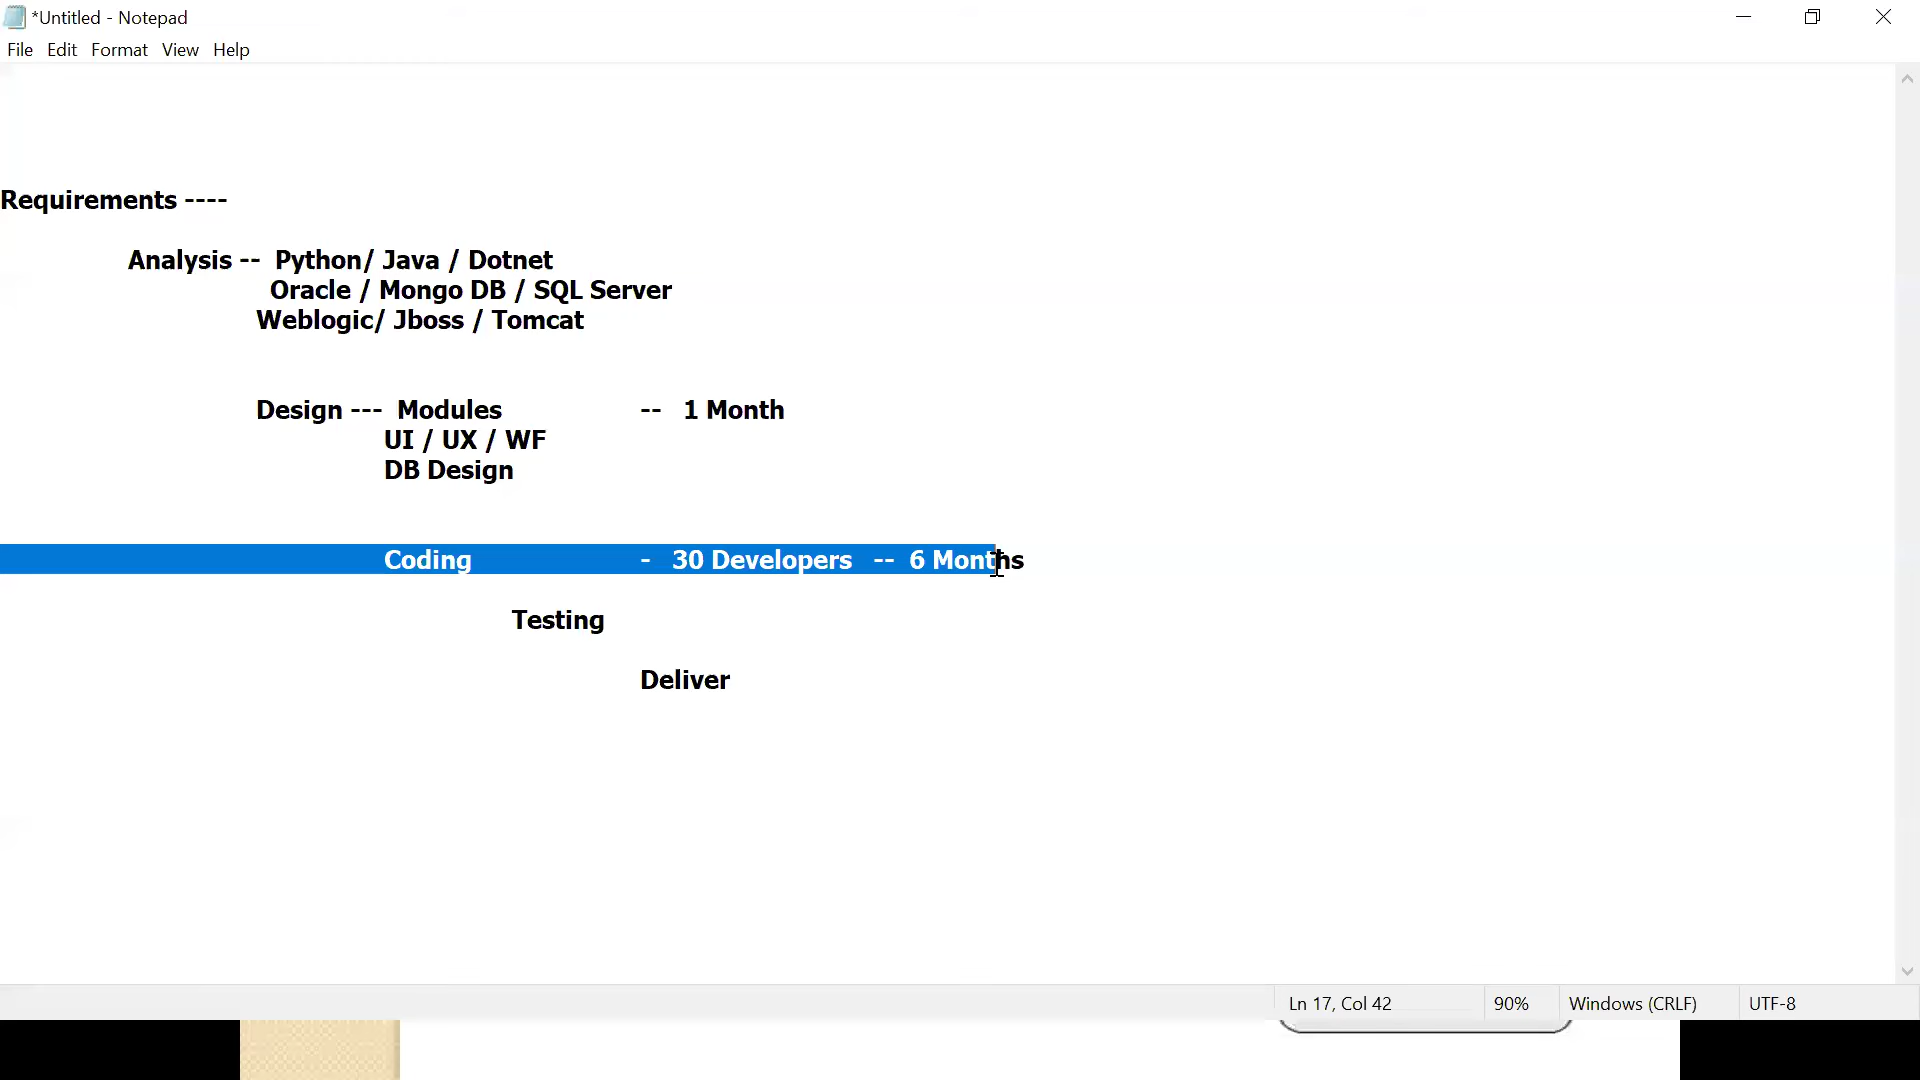 *Untitled - Notepad
File Edit Format View Help
Requirements ----
Analysis -- Python/ Java / Dotnet
Oracle / Mongo DB / SQL Server
Weblogic/ Jboss / Tomcat
Design --- Modules -- 1 Month
UI / UX / WF
DB Design
Coding - 30 Developers -- 6 Months
Testing
Deliver
Ln 17, Col 42 90% Windows (CRLF) UTF-8